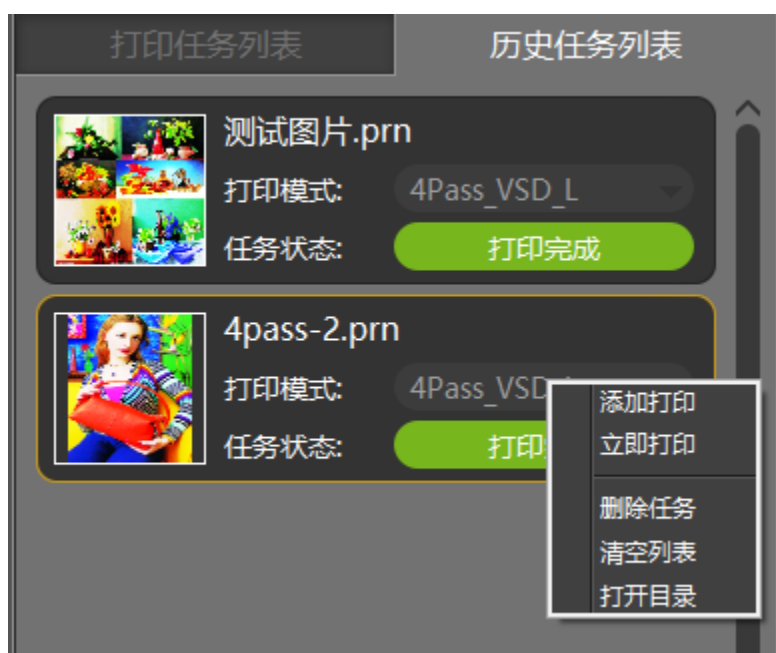 打印任务列表
历史任务列表
测试图片.prn
打印模式: 4Pass_VSD_L
任务状态: 打印完成
4pass-2.prn
打印模式: 4Pass_VSD
任务状态: 打印
添加打印
立即打印
删除任务
清空列表
打开目录